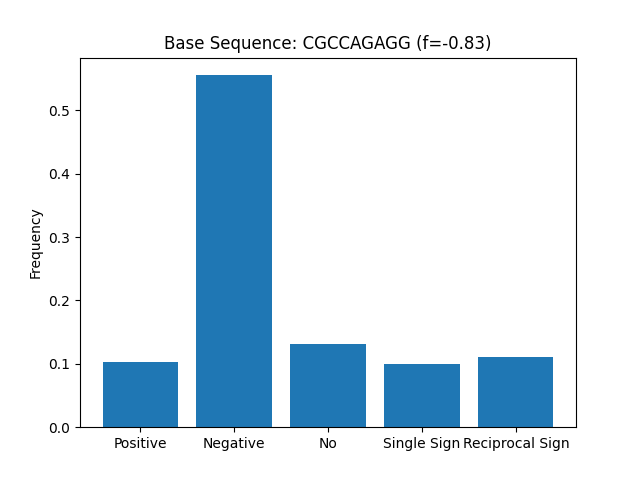 Base Sequence: CGCCAGAGG (f=-0.83)
Frequency
0.5
0.4
0.3
0.2
0.1
0.0
Positive
Negative
No
Single Sign
Reciprocal Sign